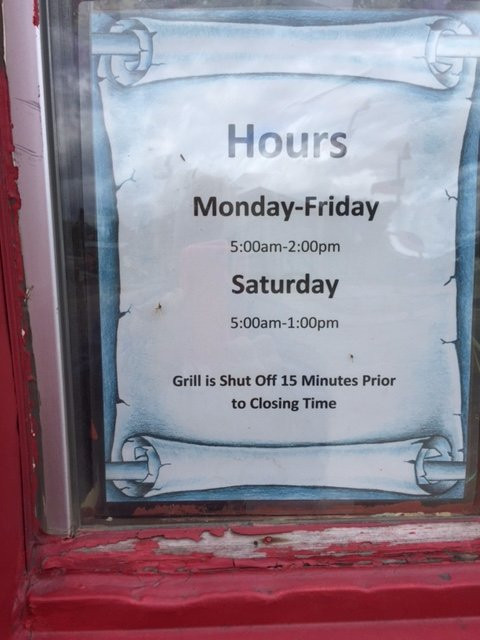 Hours
Monday-Friday
5:00am-2:00pm
Saturday
5:00am-1:00pm
Grill is Shut Off 15 Minutes Prior
to Closing Time